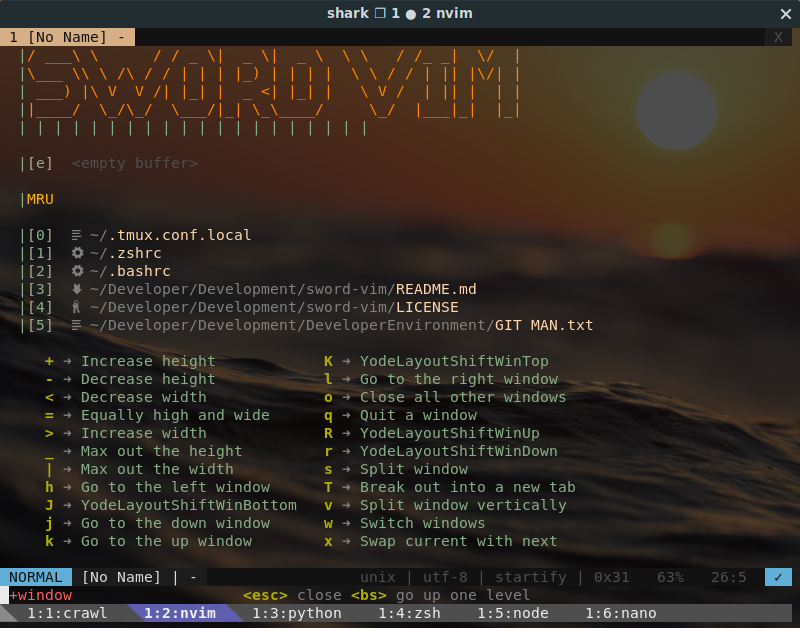 shark ❐ 1 ● 2 nvim ×
1 [No Name] - X
|[e] <empty buffer>
|MRU
|[0] ~/.tmux.conf.local
|[1] ~/.zshrc
|[2] ~/.bashrc
|[3] ~/Developer/Development/sword-vim/README.md
|[4] ~/Developer/Development/sword-vim/LICENSE
|[5] ~/Developer/Development/DeveloperEnvironment/GIT MAN.txt
+ → Increase height K → YodeLayoutShiftWinTop
- → Decrease height l → Go to the right window
< → Decrease width o → Close all other windows
= → Equally high and wide q → Quit a window
> → Increase width R → YodeLayoutShiftWinUp
_ → Max out the height r → YodeLayoutShiftWinDown
| → Max out the width s → Split window
h → Go to the left window T → Break out into a new tab
J → YodeLayoutShiftWinBottom v → Split window vertically
j → Go to the down window w → Switch windows
k → Go to the up window x → Swap current with next
NORMAL [No Name] | - unix | utf-8 | startify | 0x31 63% 26:5 ✓
+window <esc> close <bs> go up one level
1:1:crawl 1:2:nvim 1:3:python 1:4:zsh 1:5:node 1:6:nano